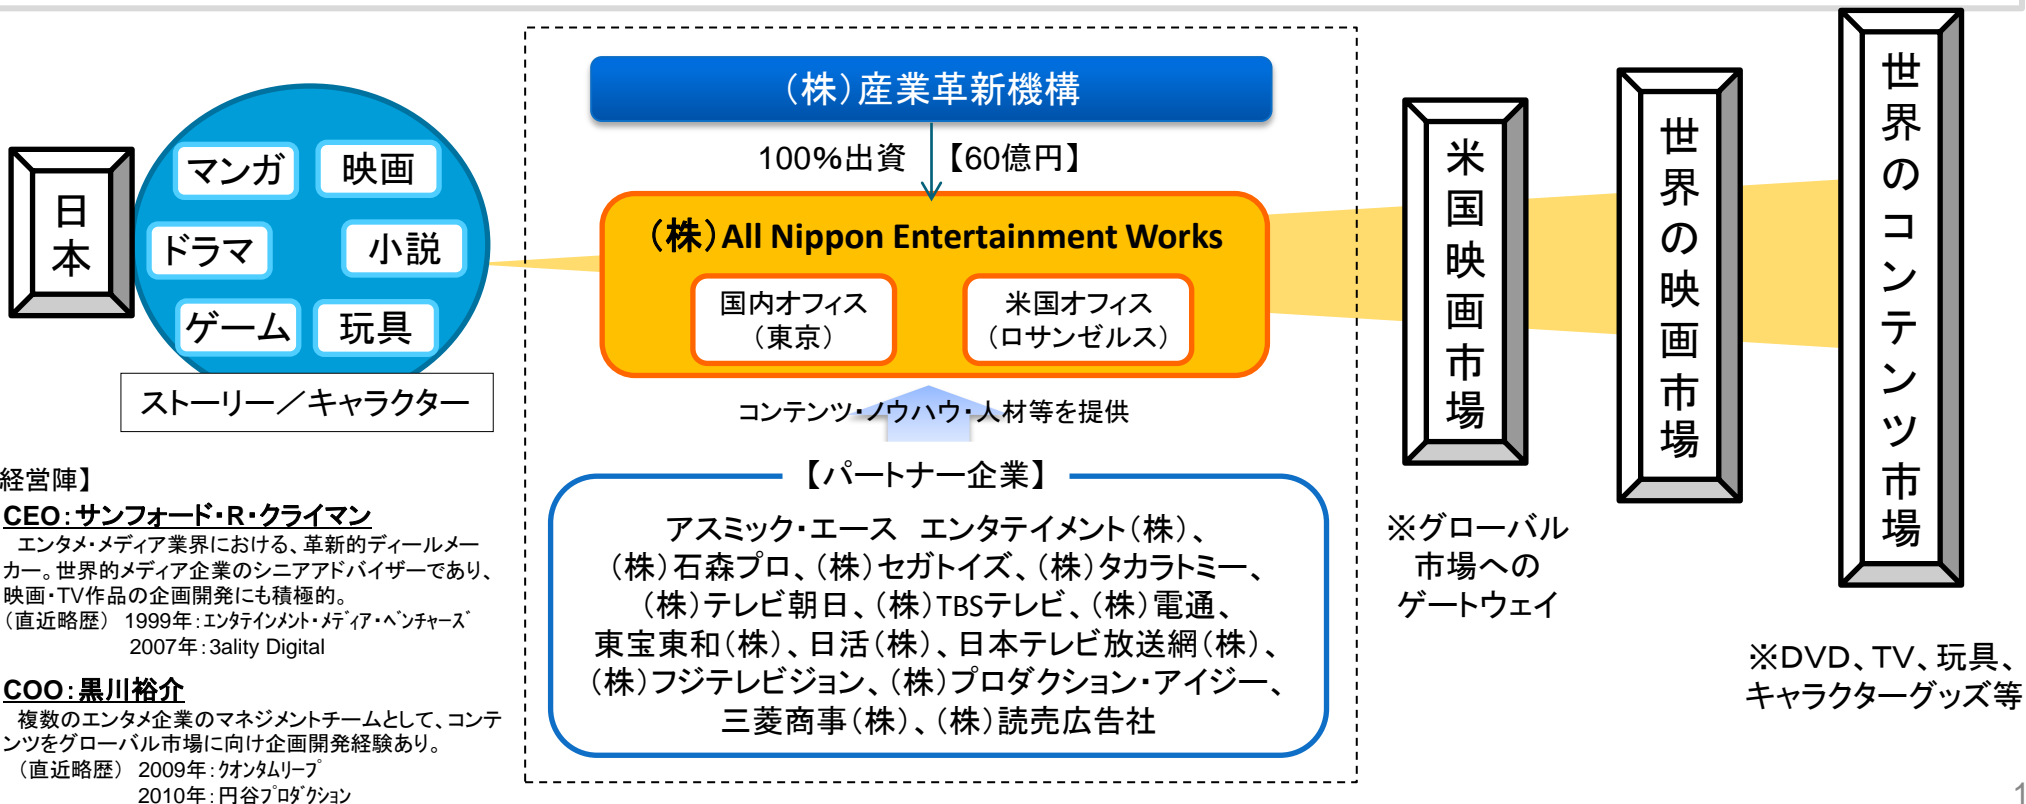 日本
マンガ
映画
ドラマ
小説
ゲーム
玩具
ストーリー／キャラクター
経営陣】
CEO：サンフォード・R・クライマン
エンタメ・メディア業界における、革新的ディールメー
カー。世界的メディア企業のシニアアドバイザーであり、
映画・TV作品の企画開発にも積極的。
（直近略歴） 1999年：ｴﾝﾀﾃｲﾝﾒﾝﾄ・ﾒﾃﾞｨｱ・ﾍﾞﾝﾁｬｰｽﾞ
2007年：3ality Digital
COO：黒川裕介
複数のエンタメ企業のマネジメントチームとして、コンテ
ンツをグローバル市場に向け企画開発経験あり。
（直近略歴） 2009年：ｸオﾝﾀﾑﾘｰﾌﾟ
2010年：円谷ﾌﾟﾛﾀﾞｸｼｮﾝ
（株）産業革新機構
100％出資 【60億円】
（株）All Nippon Entertainment Works
国内オフィス
（東京）
米国オフィス
（ロサンゼルス）
コンテンツ・ノウハウ・人材等を提供
【パートナー企業】
アスミック・エース エンタテイメント（株）、
（株）石森プロ、（株）セガトイズ、（株）タカラトミー、
（株）テレビ朝日、（株）TBSテレビ、（株）電通、
東宝東和（株）、日活（株）、日本テレビ放送網（株）、
（株）フジテレビジョン、（株）プロダクション・アイジー、
三菱商事（株）、（株）読売広告社
米国映画市場
※グローバル
市場への
ゲートウェイ
世界の映画市場
世界のコンテンツ市場
※DVD、TV、玩具、
キャラクターグッズ等
1